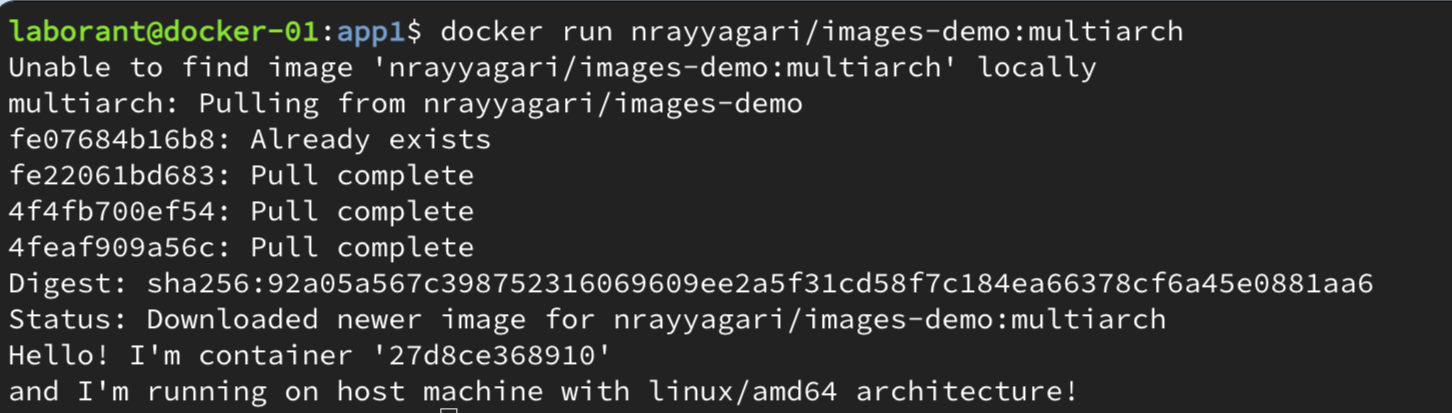 laborant@docker-01:app1$ docker run nrayyagari/images-demo:multiarch
Unable to find image 'nrayyagari/images-demo:multiarch' locally
multiarch: Pulling from nrayyagari/images-demo
fe07684b16b8: Already exists
fe22061bd683: Pull complete
4f4fb700ef54: Pull complete
4feaf909a56c: Pull complete
Digest: sha256:92a05a567c398752316069609ee2a5f31cd58f7c184ea66378cf6a45e0881aa6
Status: Downloaded newer image for nrayyagari/images-demo:multiarch
Hello! I'm container '27d8ce368910'
and I'm running on host machine with linux/amd64 architecture!